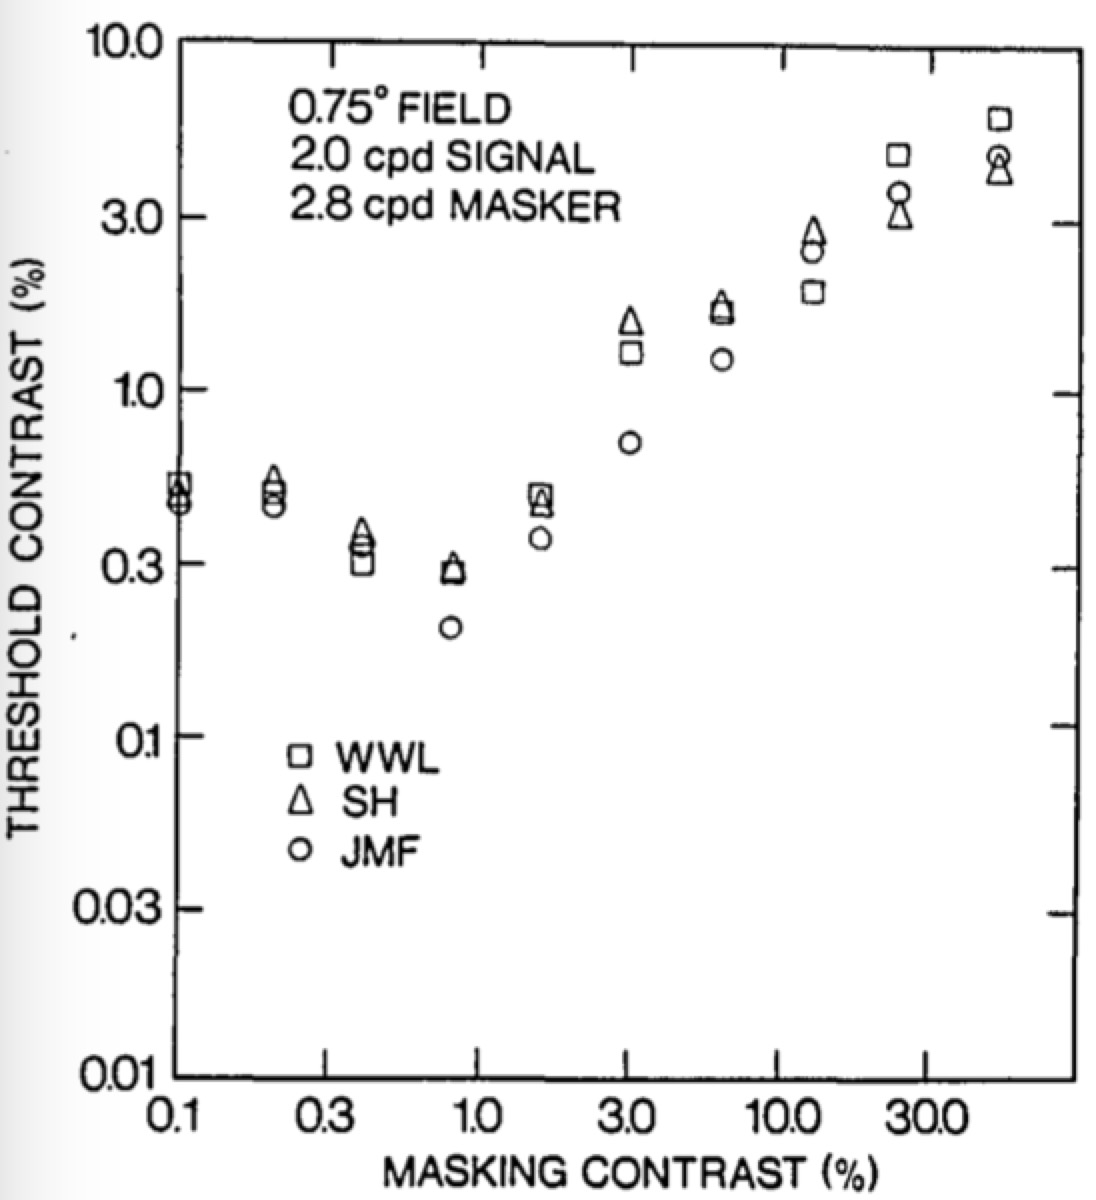 10.0
0.75° FIELD
2.0 cpd SIGNAL
2.8 cpd MASKER
3.0
1.0
0.3
0.1
WWL
SH
JMF
0.03
0.01
THRESHOLD CONTRAST (%)
0.1 0.3 1.0 3.0 10.0 30.0
MASKING CONTRAST (%)